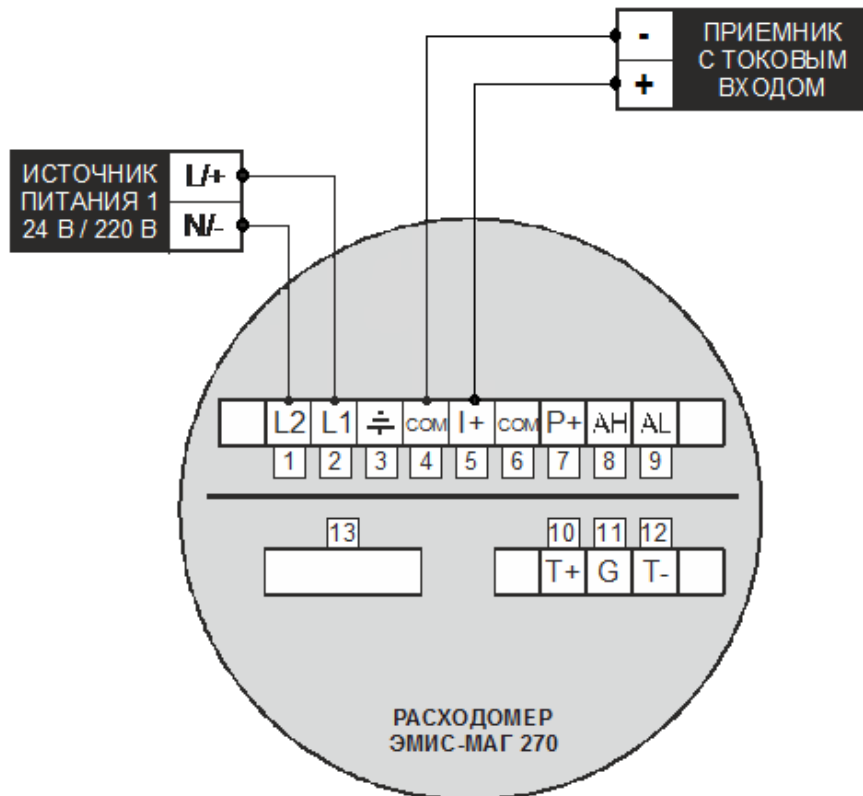 -
ПРИЕМНИК
С ТОКОВЫМ
+
ВХОДОМ
ИСТОЧНИК
L/+
ПИТАНИЯ 1
24 В / 220 В
N/-
L2 L1 COM I+ COM P+ AH AL
1 2 3 4 5 6 7 8 9
13 10 11 12
T+ G T-
РАСХОДОМЕР
ЭМИС-МАГ 270